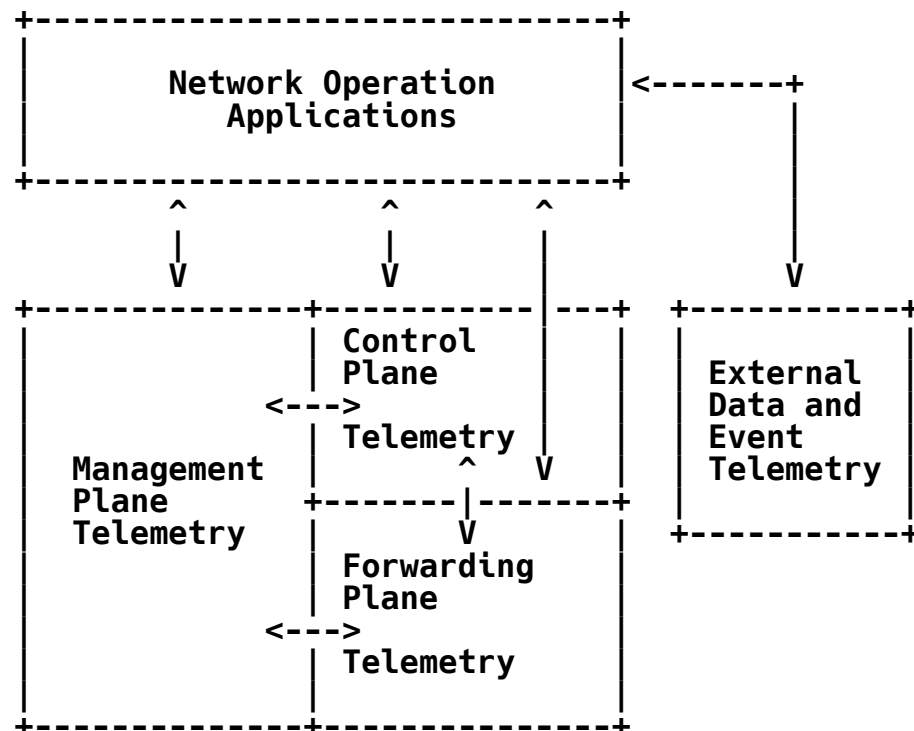 Network Operation
Applications
Control
Plane
Telemetry
Management
Plane
Telemetry
Forwarding
Plane
Telemetry
External
Data and
Event
Telemetry